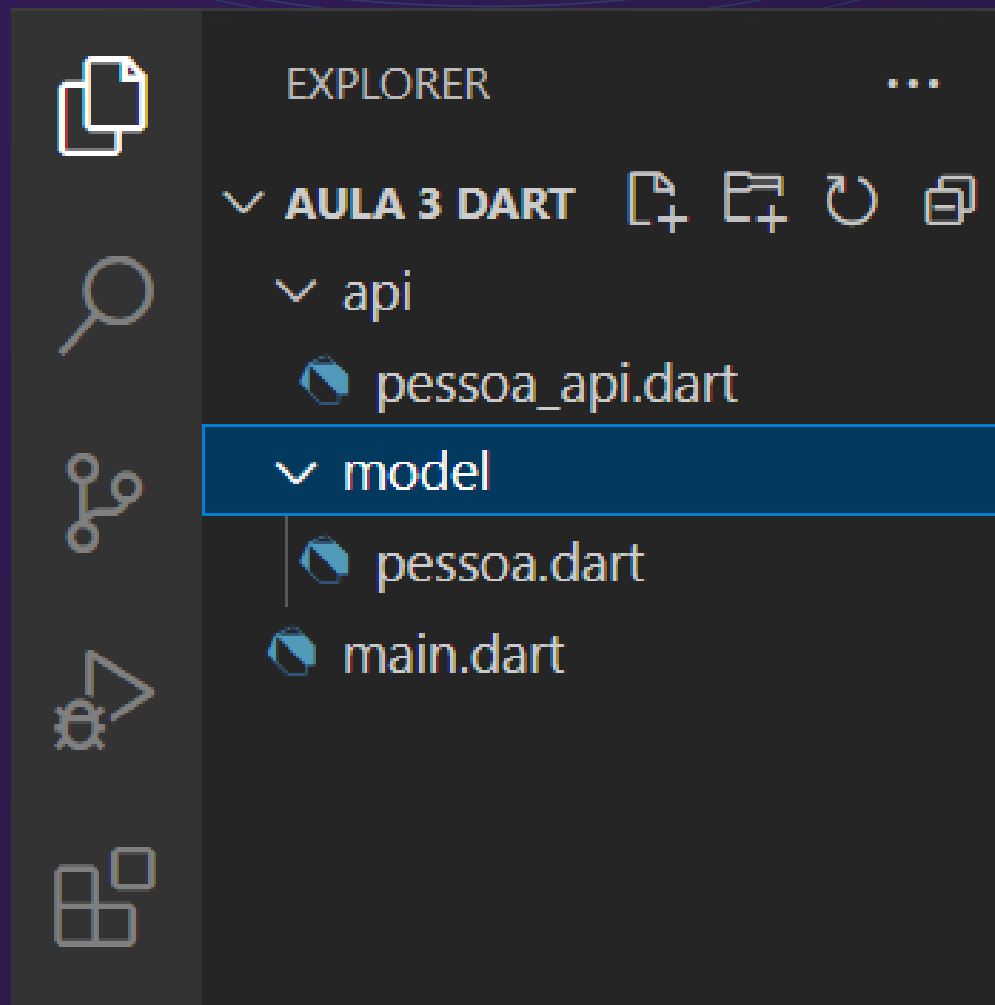 EXPLORER
AULA 3 DART
api
pessoa_api.dart
model
pessoa.dart
main.dart